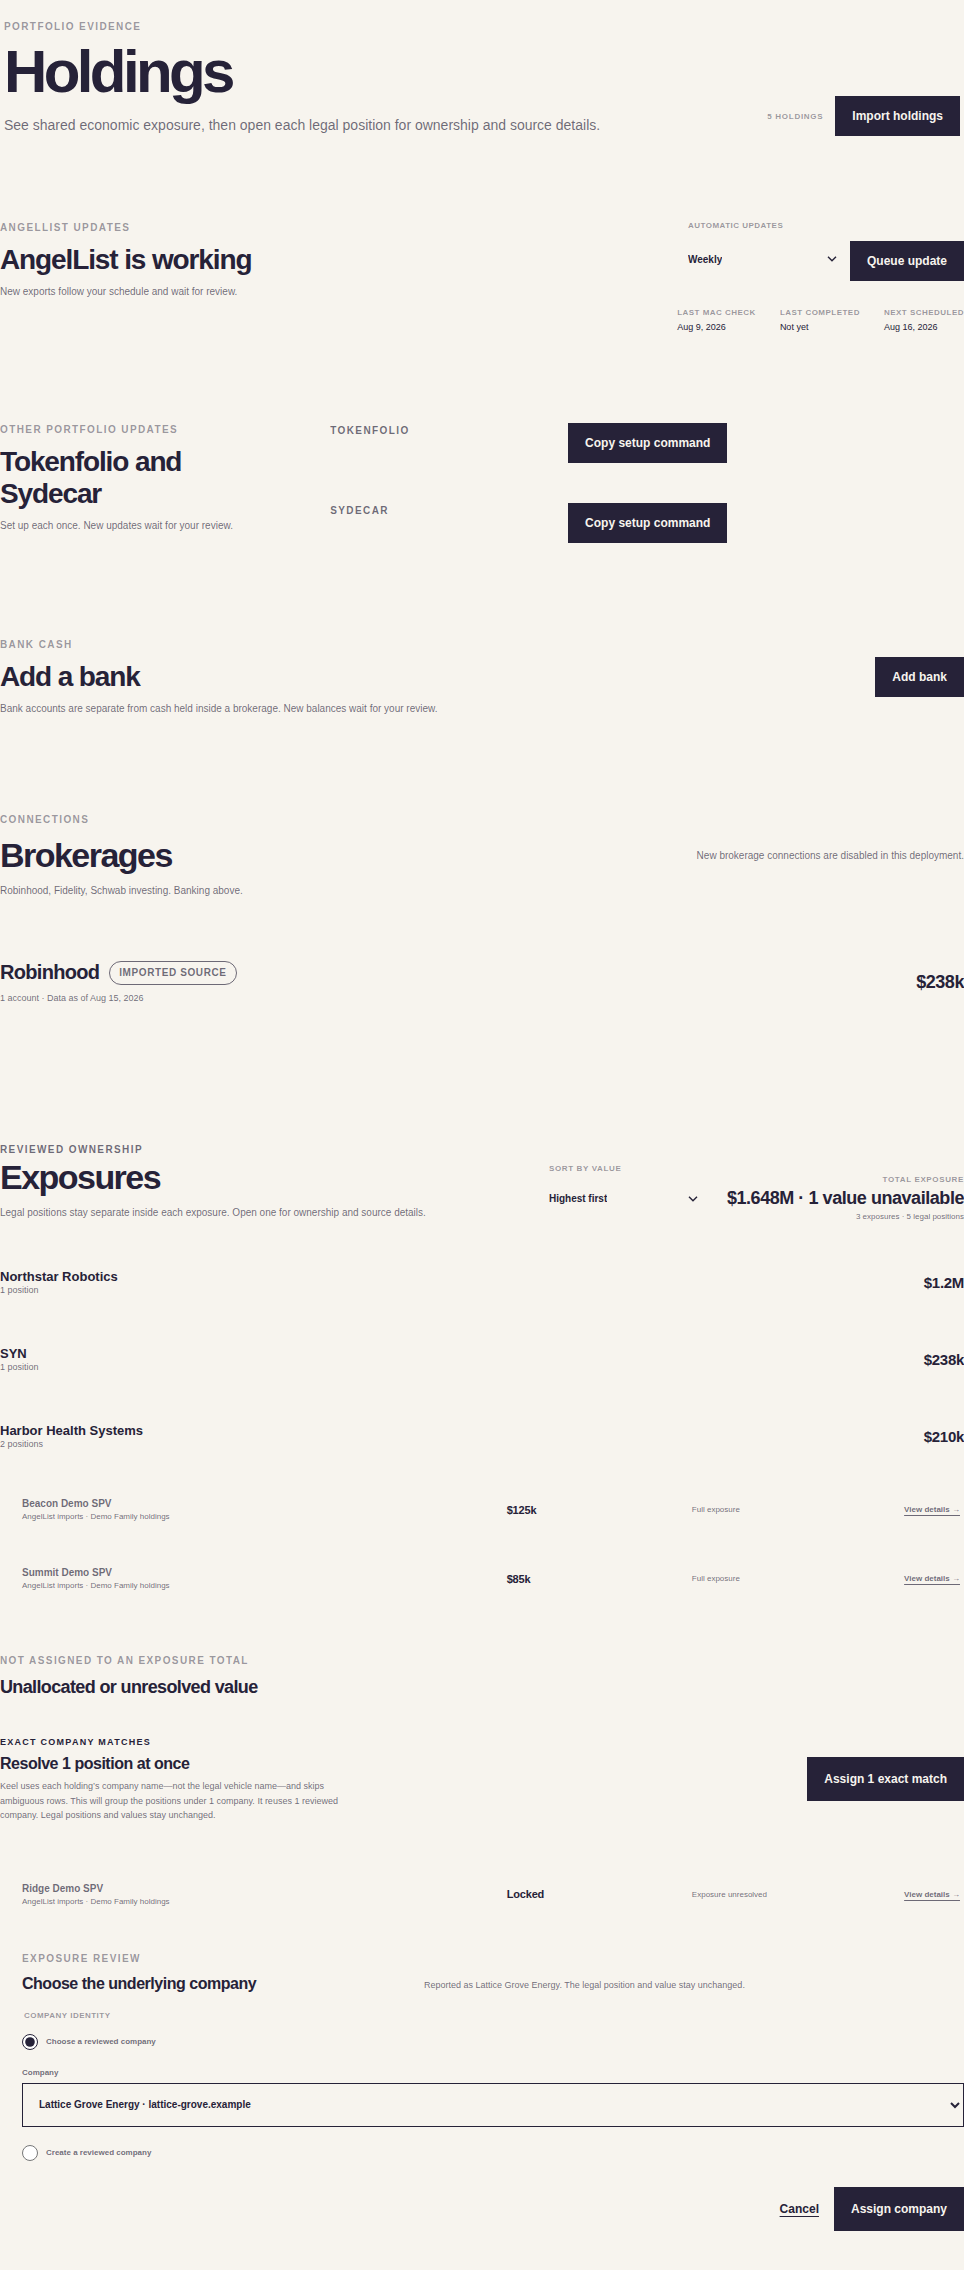 PORTFOLIO EVIDENCE
Holdings
See shared economic exposure, then open each legal position for ownership and source details.
5 HOLDINGS
Import holdings
ANGELLIST UPDATES
AngelList is working
New exports follow your schedule and wait for review.
AUTOMATIC UPDATES
Weekly
Queue update
LAST MAC CHECK
Aug 9, 2026
LAST COMPLETED
Not yet
NEXT SCHEDULED
Aug 16, 2026
OTHER PORTFOLIO UPDATES
Tokenfolio and
Sydecar
Set up each once. New updates wait for your review.
TOKENFOLIO
Copy setup command
SYDECAR
Copy setup command
BANK CASH
Add a bank
Bank accounts are separate from cash held inside a brokerage. New balances wait for your review.
Add bank
CONNECTIONS
Brokerages
Robinhood, Fidelity, Schwab investing. Banking above.
New brokerage connections are disabled in this deployment.
Robinhood
IMPORTED SOURCE
1 account · Data as of Aug 15, 2026
$238k
REVIEWED OWNERSHIP
Exposures
Legal positions stay separate inside each exposure. Open one for ownership and source details.
SORT BY VALUE
Highest first
TOTAL EXPOSURE
$1.648M · 1 value unavailable
3 exposures · 5 legal positions
Northstar Robotics
1 position
$1.2M
SYN
1 position
$238k
Harbor Health Systems
2 positions
$210k
Beacon Demo SPV
AngelList imports · Demo Family holdings
$125k
Full exposure
View details →
Summit Demo SPV
AngelList imports · Demo Family holdings
$85k
Full exposure
View details →
NOT ASSIGNED TO AN EXPOSURE TOTAL
Unallocated or unresolved value
EXACT COMPANY MATCHES
Resolve 1 position at once
Keel uses each holding's company name—not the legal vehicle name—and skips
ambiguous rows. This will group the positions under 1 company. It reuses 1 reviewed
company. Legal positions and values stay unchanged.
Assign 1 exact match
Ridge Demo SPV
AngelList imports · Demo Family holdings
Locked
Exposure unresolved
View details →
EXPOSURE REVIEW
Choose the underlying company
Reported as Lattice Grove Energy. The legal position and value stay unchanged.
COMPANY IDENTITY
Choose a reviewed company
Company
Lattice Grove Energy · lattice-grove.example
Create a reviewed company
Cancel
Assign company